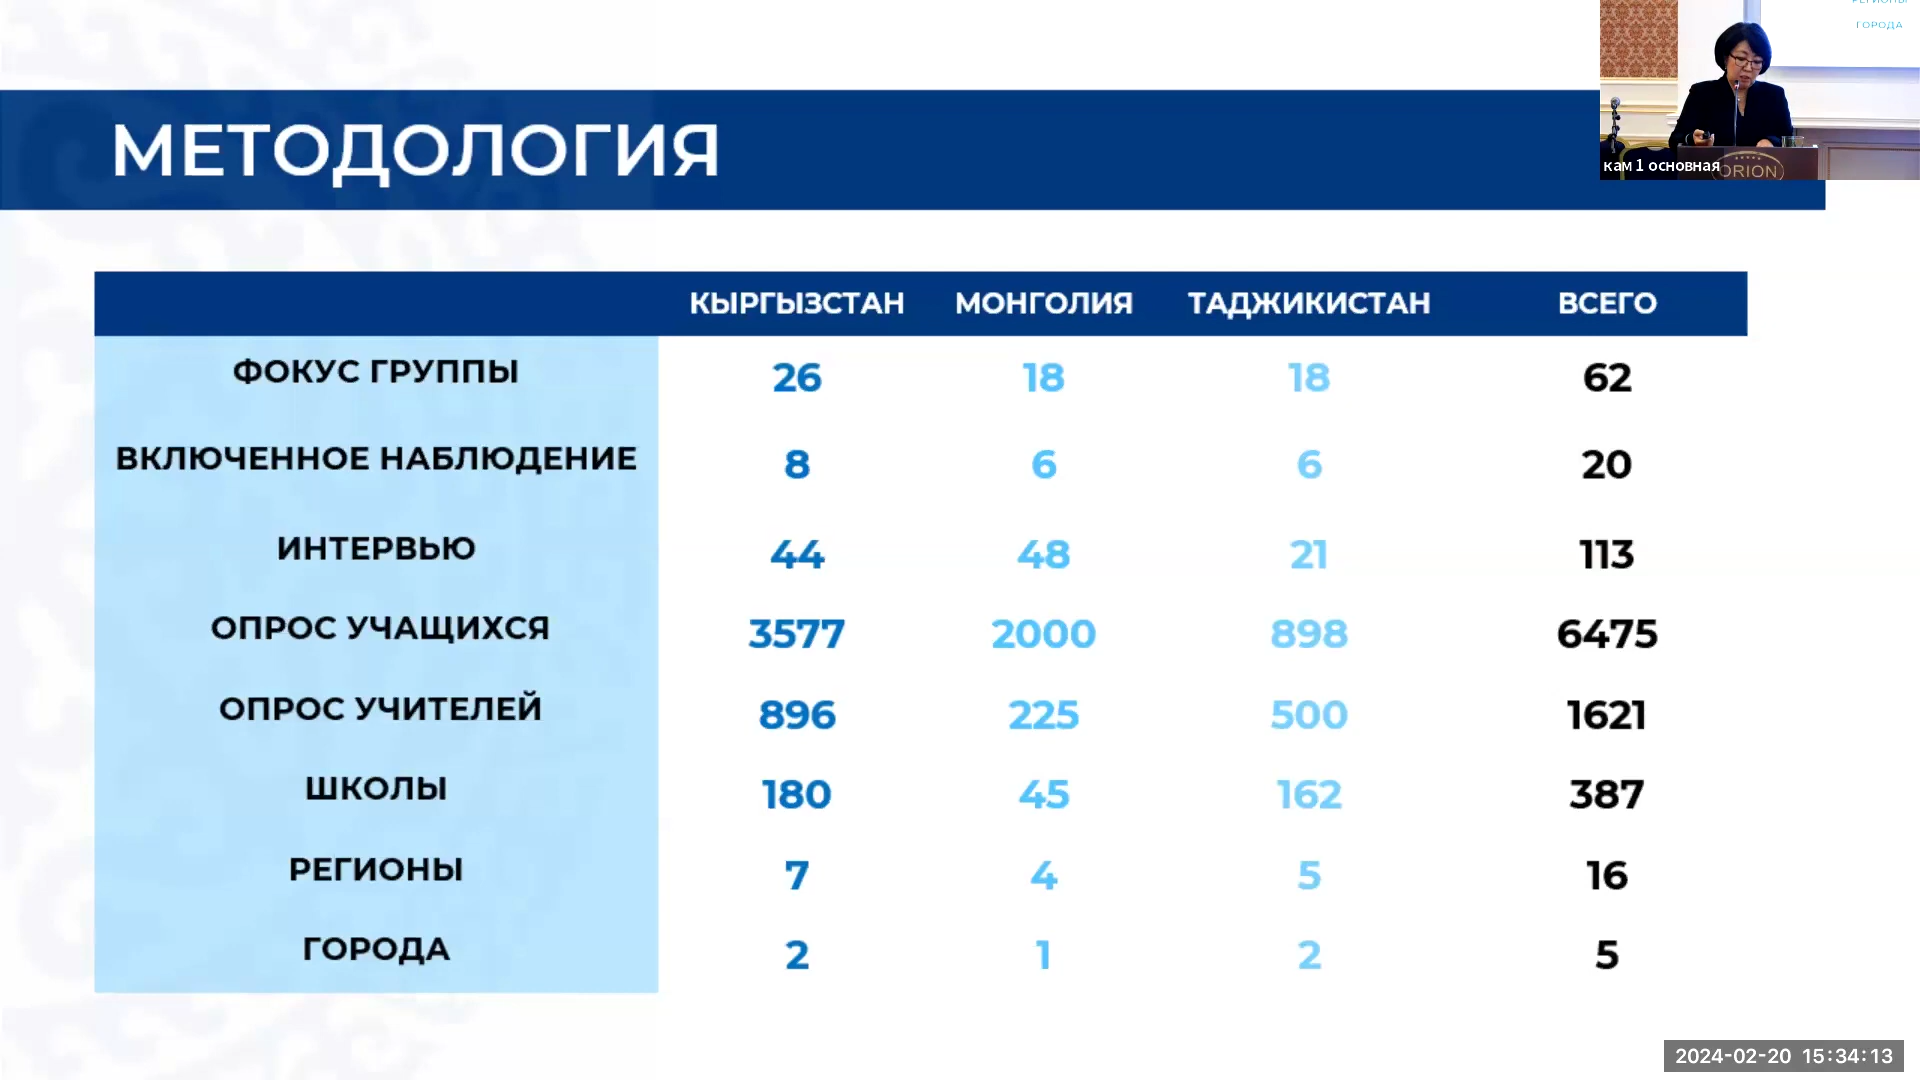 РЕГИОНЫ
ГОРОДА
кам 1 основная
ORION
МЕТОДОЛОГИЯ
КЫРГЫЗСТАН МОНГОЛИЯ ТАДЖИКИСТАН ВСЕГО
ФОКУС ГРУППЫ 26 18 18 62
ВКЛЮЧЕННОЕ НАБЛЮДЕНИЕ 8 6 6 20
ИНТЕРВЬЮ 44 48 21 113
ОПРОС УЧАЩИХСЯ 3577 2000 898 6475
ОПРОС УЧИТЕЛЕЙ 896 225 500 1621
ШКОЛЫ 180 45 162 387
РЕГИОНЫ 7 4 5 16
ГОРОДА 2 1 2 5
2024-02-20 15:34:13